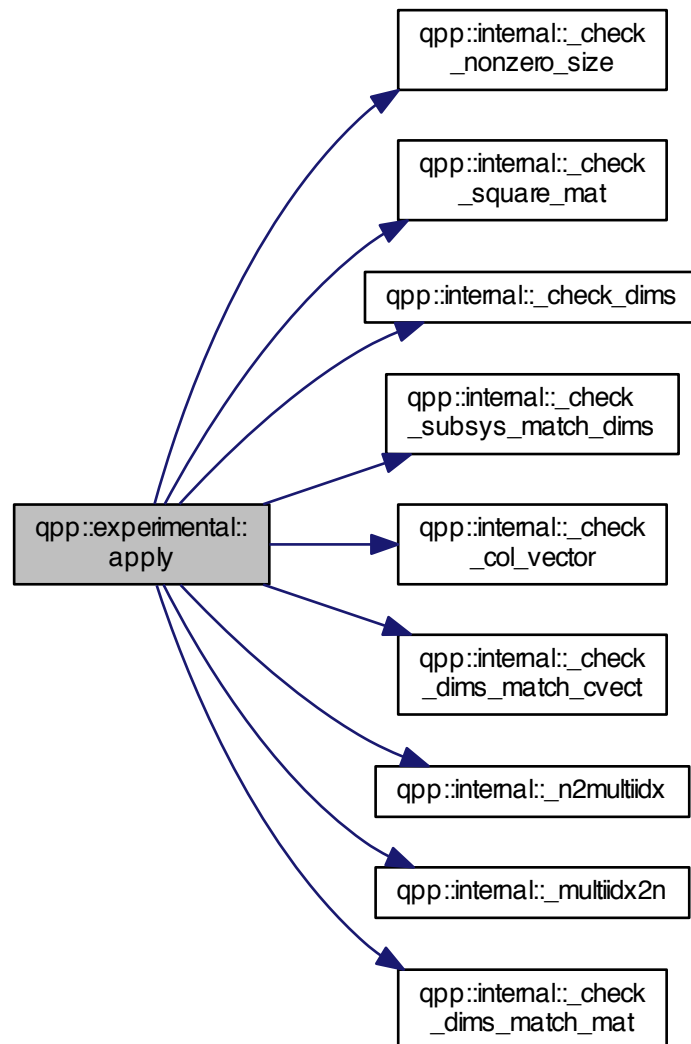 qpp::internal::_check
_nonzero_size
qpp::internal::_check
_square_mat
qpp::internal::_check_dims
qpp::internal::_check
_subsys_match_dims
qpp::experimental::
apply
qpp::internal::_check
_col_vector
qpp::internal::_check
_dims_match_cvect
qpp::internal::_n2multiidx
qpp::internal::_multiidx2n
qpp::internal::_check
_dims_match_mat